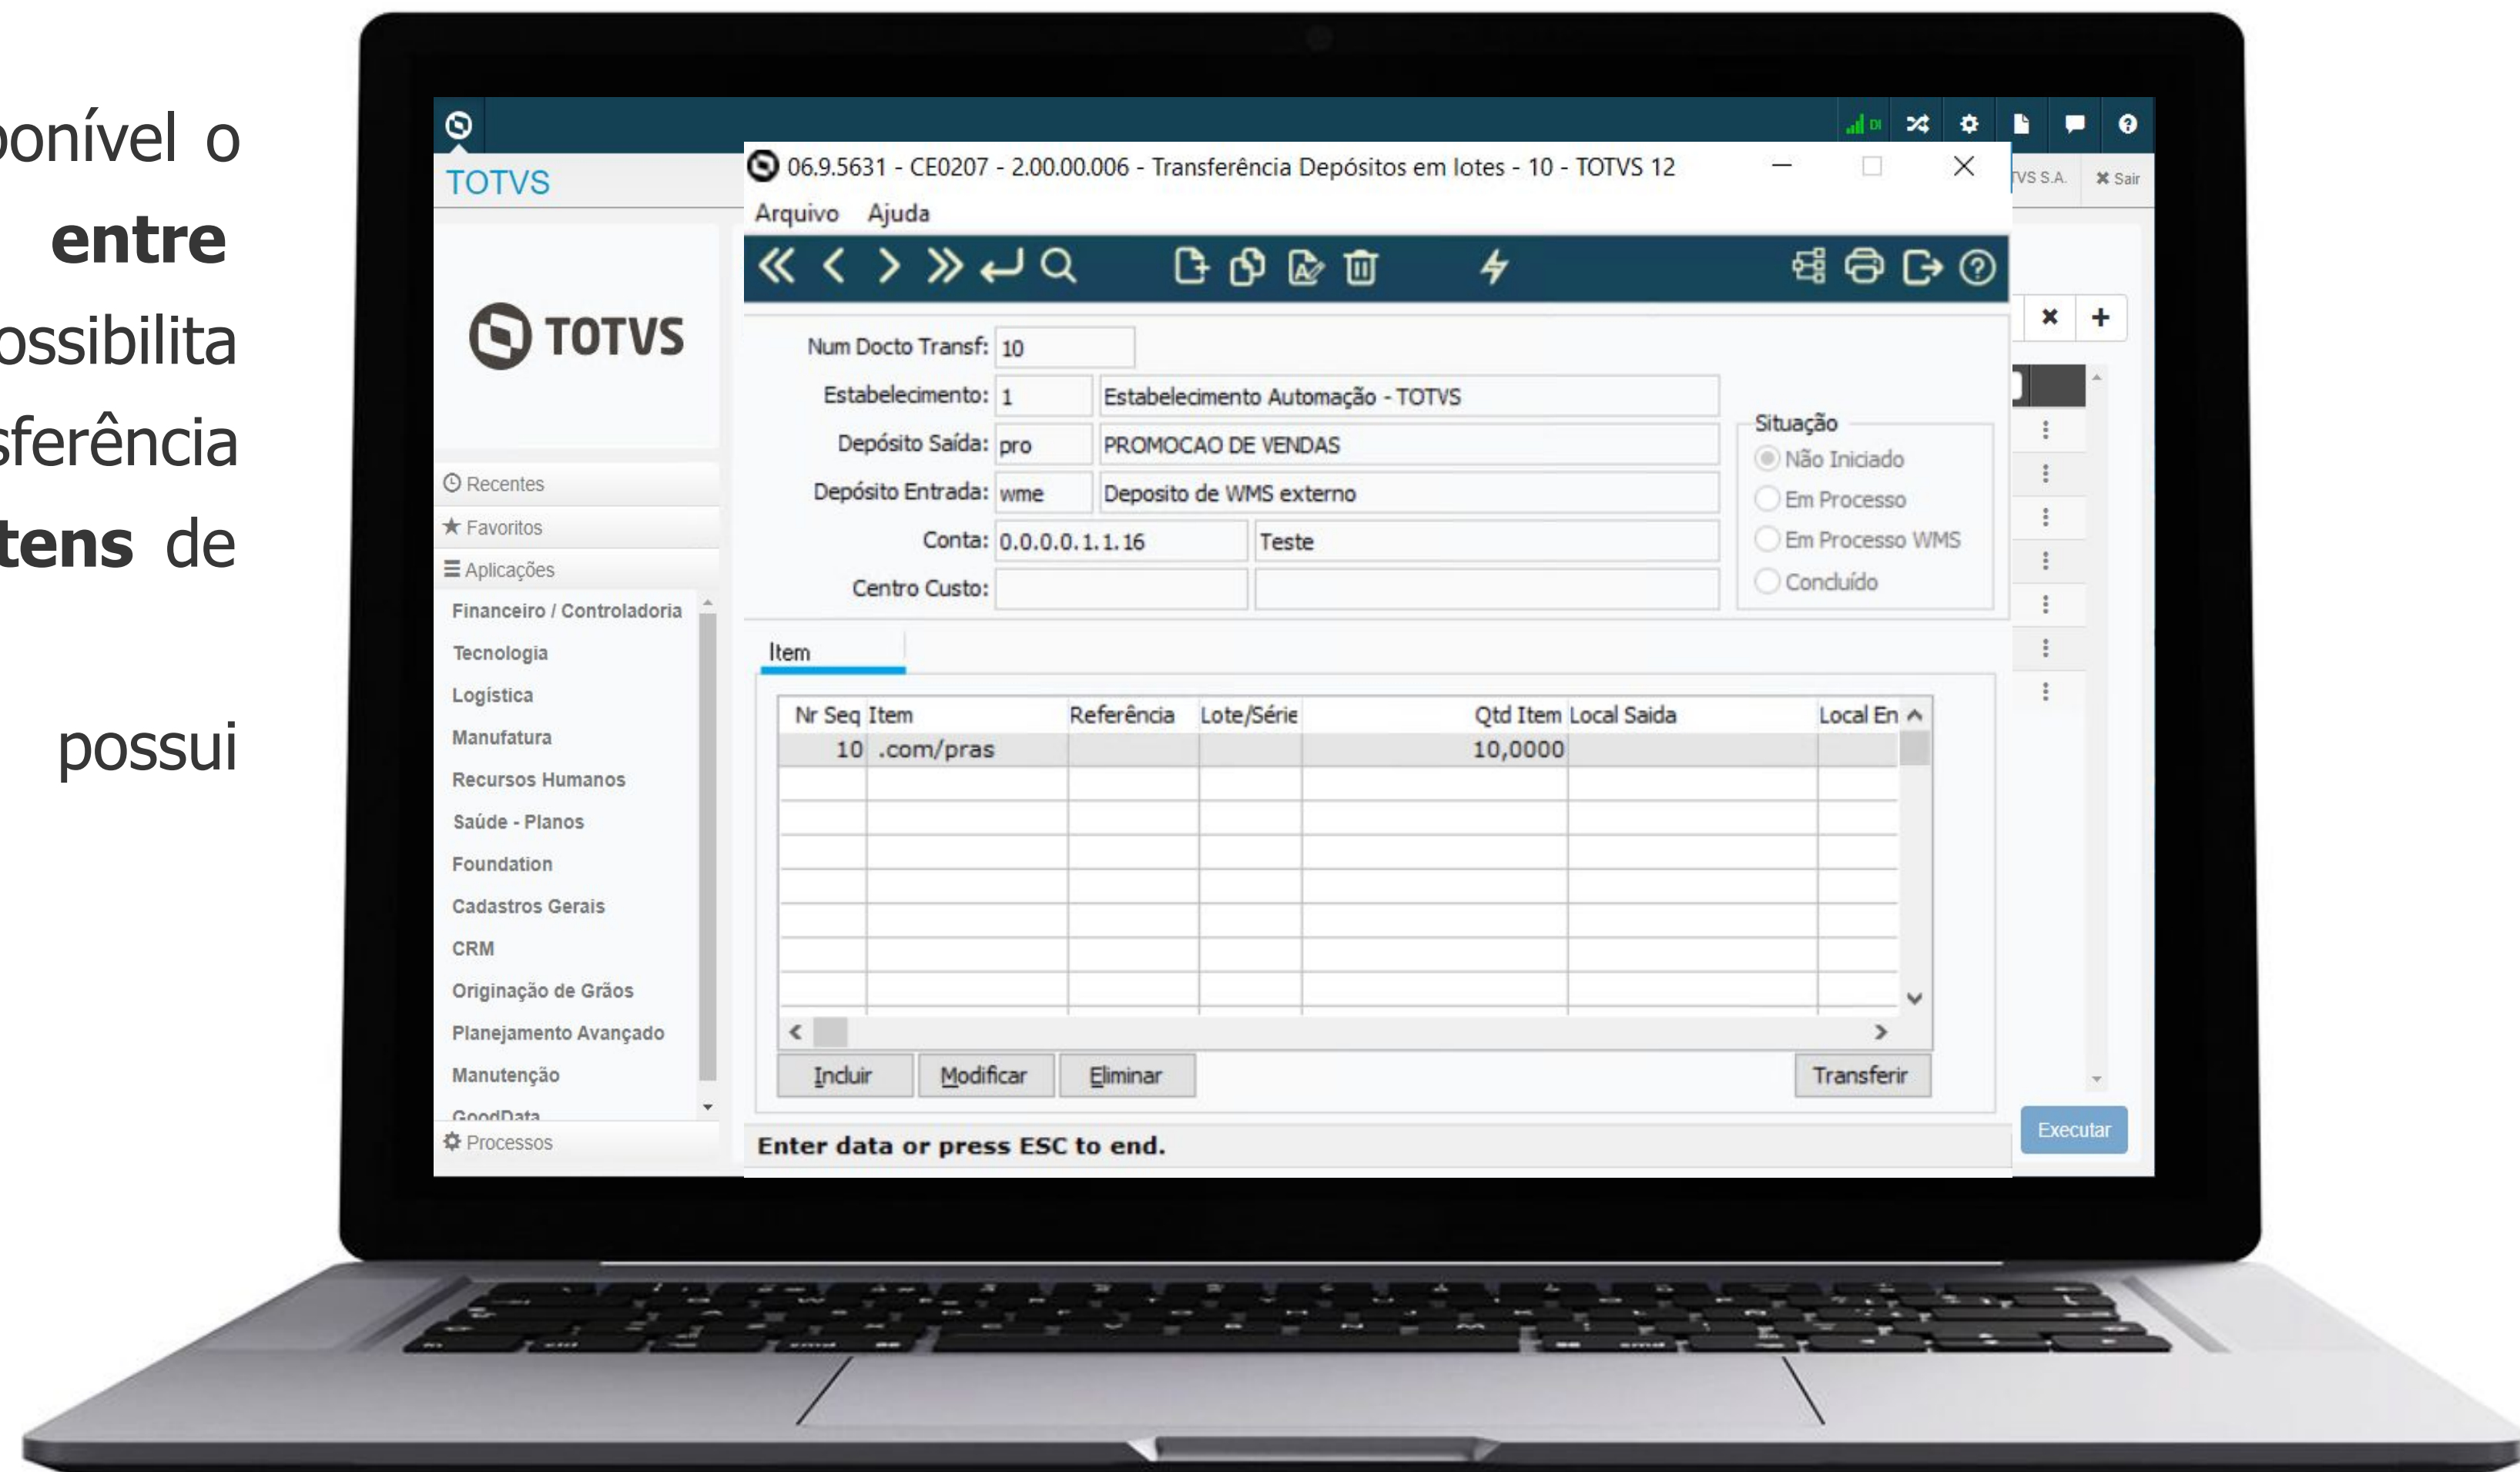 ponível o
entre
ossibilita
sferência
tens de
possui
DI
TOTVS
TVS S.A. Sair
TOTVS
Recentes
Favoritos
Aplicações
Financeiro / Controladoria
Tecnologia
Logística
Manufatura
Recursos Humanos
Saúde - Planos
Foundation
Cadastros Gerais
CRM
Originação de Grãos
Planejamento Avançado
Manutenção
GoodData
Processos
06.9.5631 - CE0207 - 2.00.00.006 - Transferência Depósitos em lotes - 10 - TOTVS 12
Arquivo Ajuda
Num Docto Transf: 10
Estabelecimento: 1 Estabelecimento Automação - TOTVS
Depósito Saída: pro PROMOCAO DE VENDAS
Depósito Entrada: wme Deposito de WMS externo
Conta: 0.0.0.0.1.1.16 Teste
Centro Custo:
Situação
Não Iniciado
Em Processo
Em Processo WMS
Concluído
Item
Nr Seq Item Referência Lote/Série Qtd Item Local Saida Local En
10 .com/pras 10,0000
Incluir Modificar Eliminar Transferir
Enter data or press ESC to end.
Executar